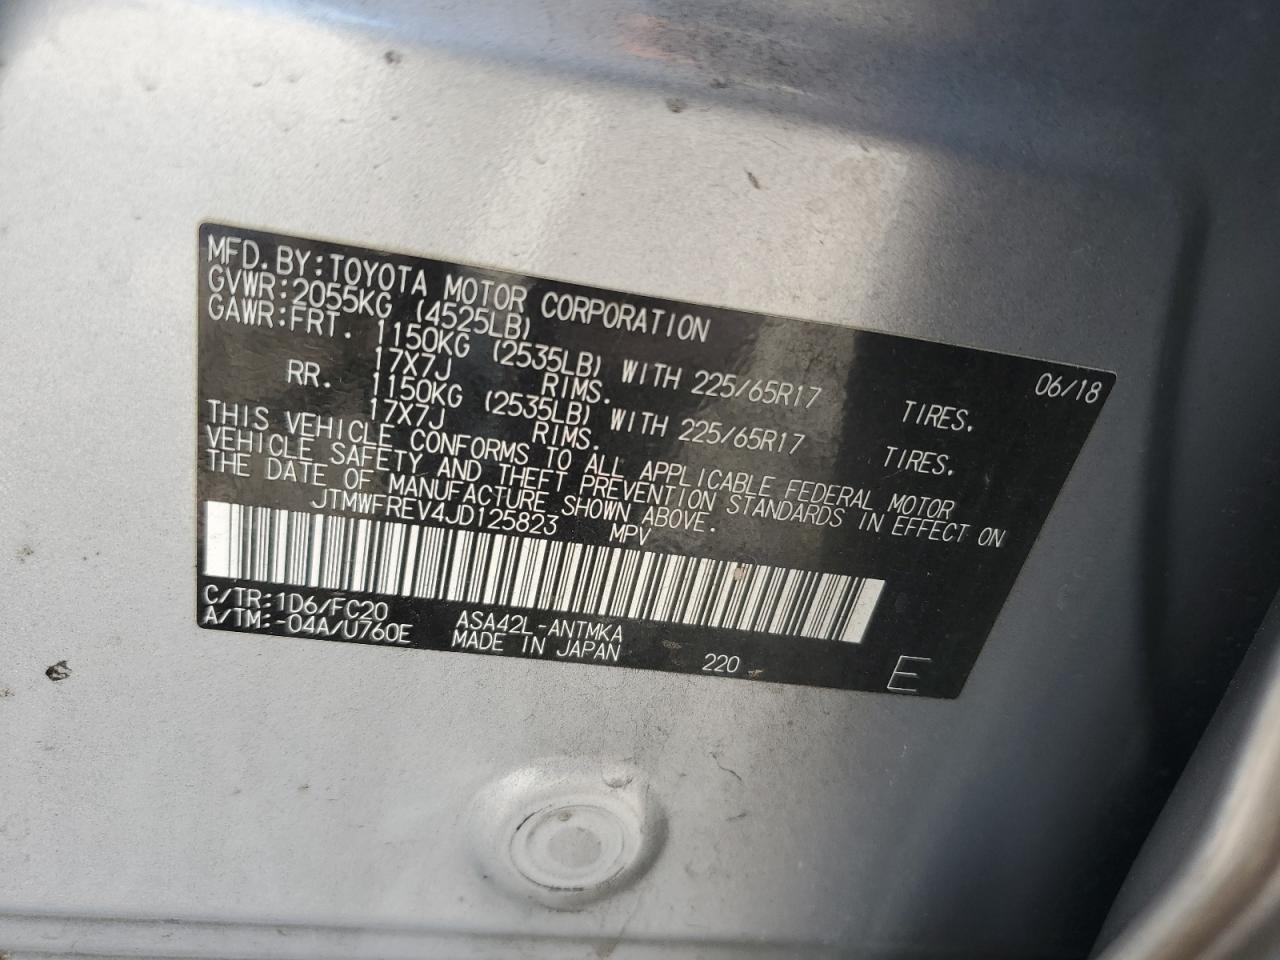 MFD. BY: TOYOTA MOTOR CORPORATION 06/18
GVWR: 2055KG (4525LB)
GAWR: FRT. 1150KG (2535LB) WITH 225/65R17 TIRES.
17X7J RIMS.
RR. 1150KG (2535LB) WITH 225/65R17 TIRES.
17X7J RIMS.
THIS VEHICLE CONFORMS TO ALL APPLICABLE FEDERAL MOTOR
VEHICLE SAFETY AND THEFT PREVENTION STANDARDS IN EFFECT ON
THE DATE OF MANUFACTURE SHOWN ABOVE.
JTMWFREV4JD125823 MPV
C/TR: 1D6/FC20 ASA42L-ANTMKA
A/TM: -04A/U760E MADE IN JAPAN 220 E